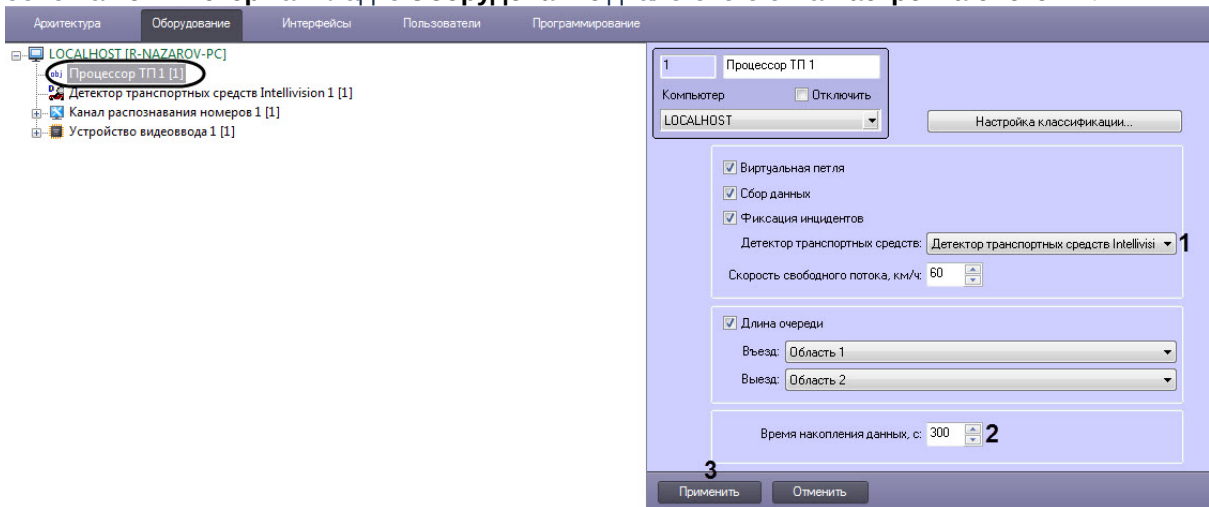 Архитектура Оборудование Интерфейсы Пользователи Программирование
LOCALHOST [R-NAZAROV-PC]
obj Процессор ТП 1 [1]
Детектор транспортных средств Intellivision 1 [1]
Канал распознавания номеров 1 [1]
Устройство видеоввода 1 [1]
1 Процессор ТП 1
Компьютер Отключить
LOCALHOST
Настройка классификации...
Виртуальная петля
Сбор данных
Фиксация инцидентов
Детектор транспортных средств: Детектор транспортных средств Intellivisi 1
Скорость свободного потока, км/ч: 60
Длина очереди
Въезд: Область 1
Выезд: Область 2
Время накопления данных, с: 300 2
3
Применить Отменить